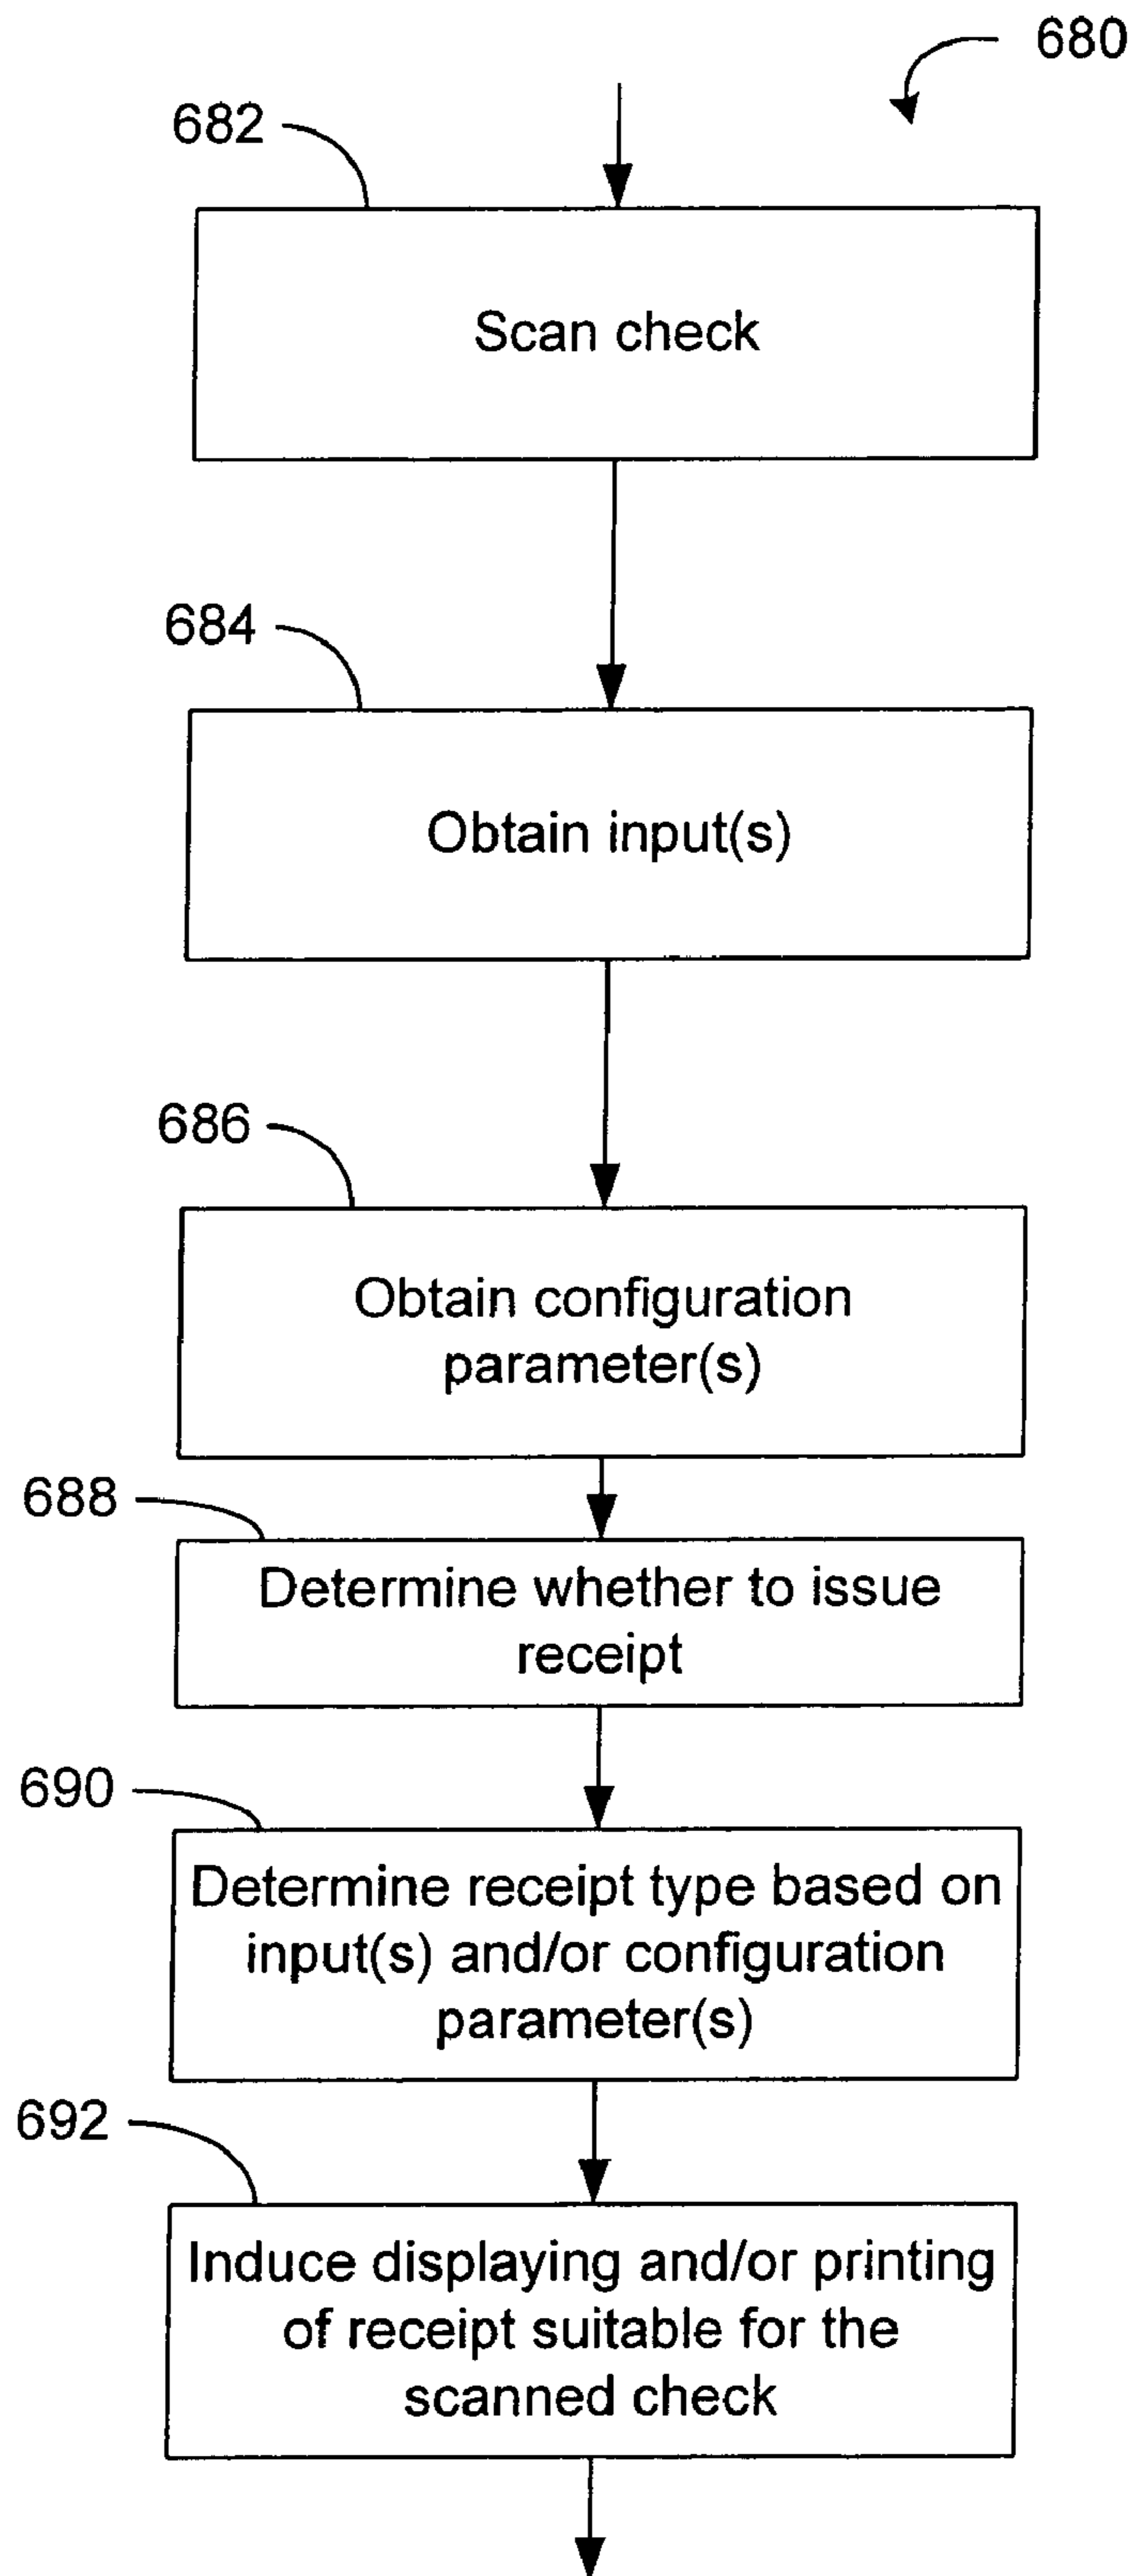 680
682
Scan check
684
Obtain input(s)
686
Obtain configuration
parameter(s)
688
Determine whether to issue
receipt
690
Determine receipt type based on
input(s) and/or configuration
parameter(s)
692
Induce displaying and/or printing
of receipt suitable for the
scanned check